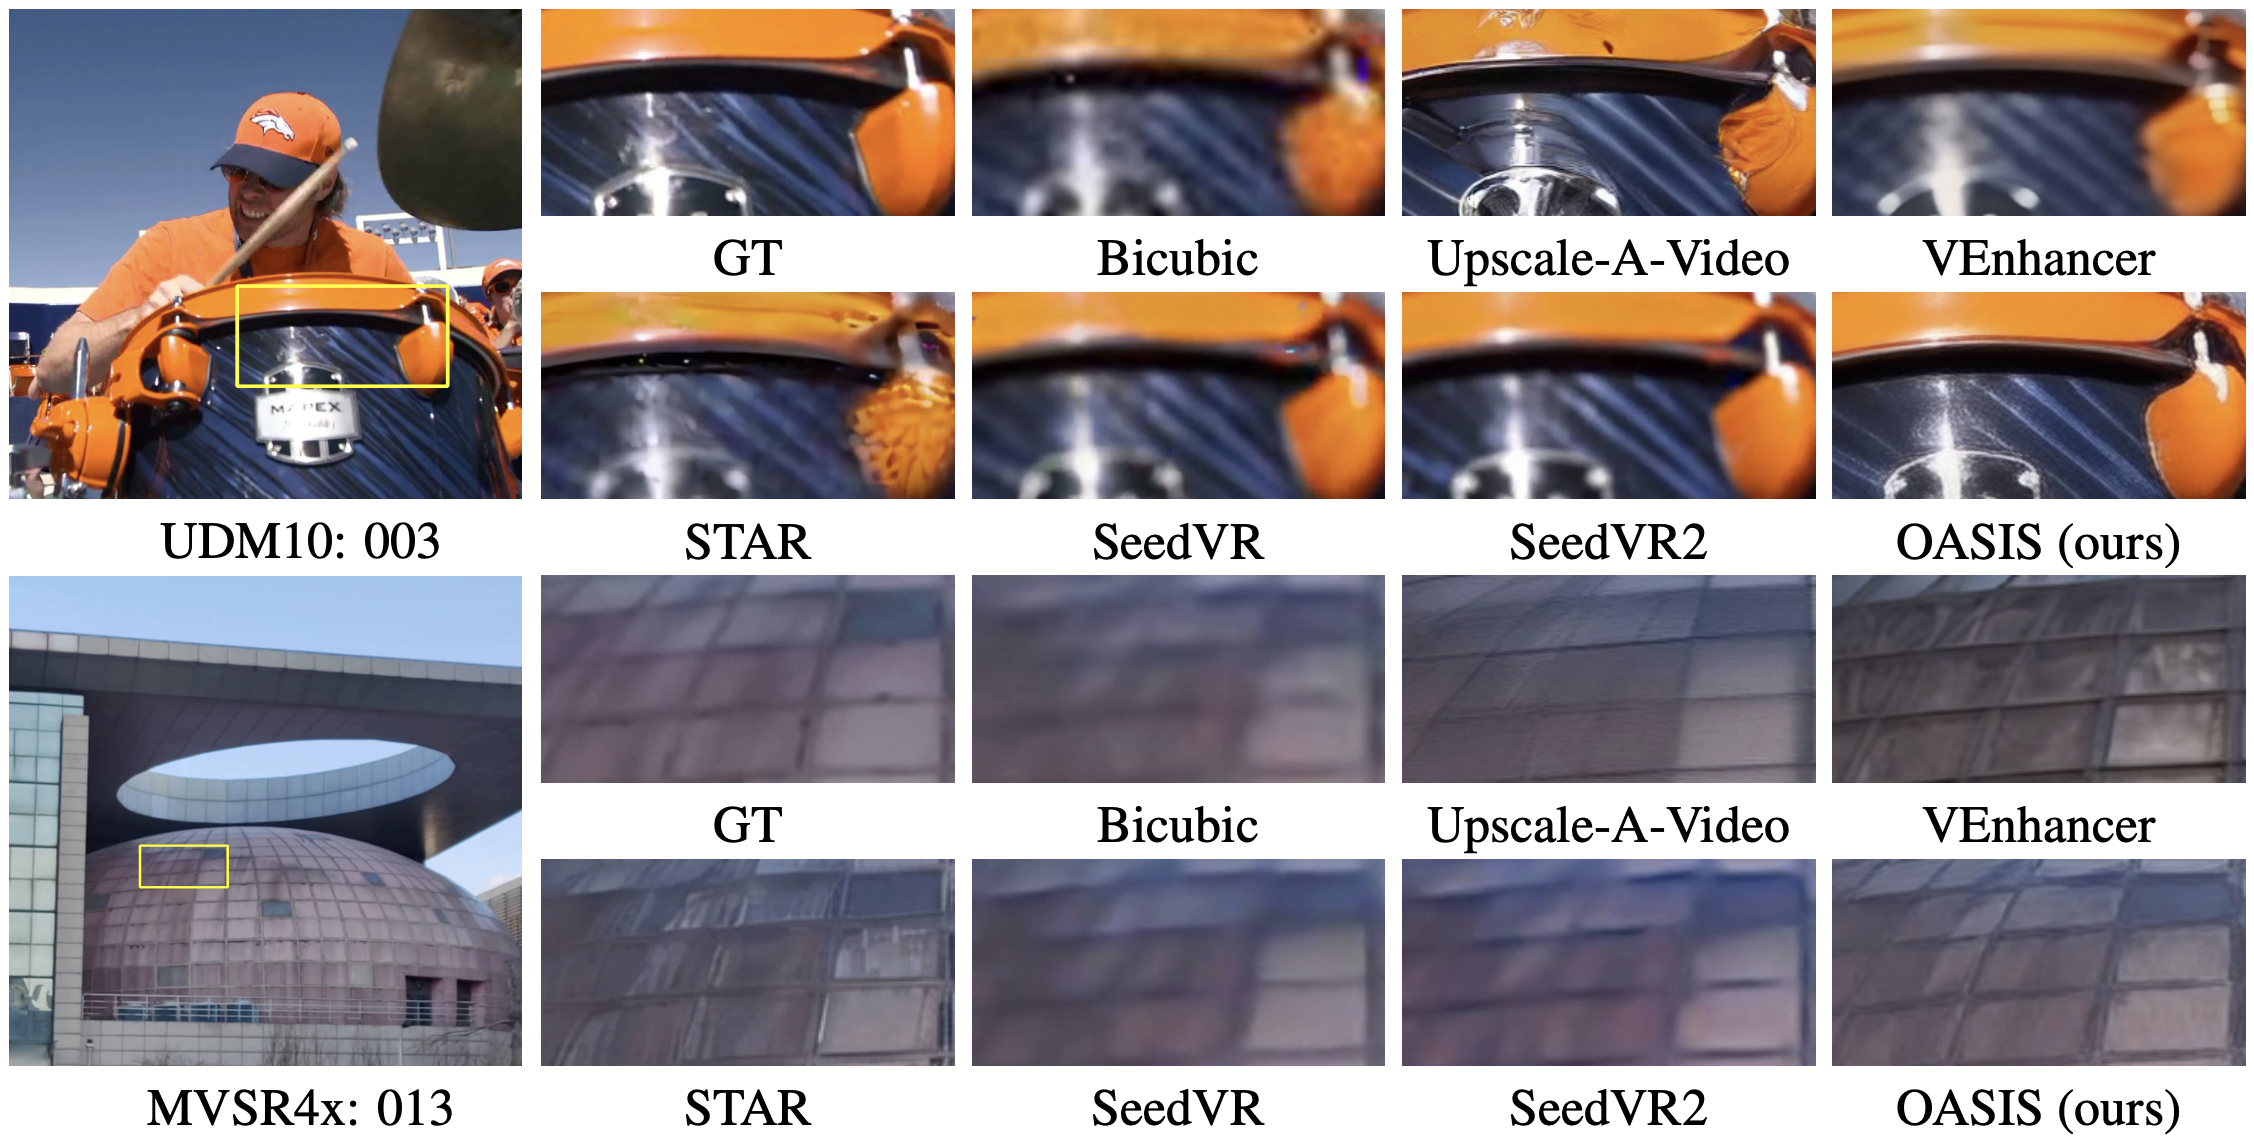 MAPEX
GT
Bicubic
Upscale-A-Video
VEnhancer
STAR
SeedVR
SeedVR2
OASIS (ours)
UDM10: 003
GT
Bicubic
Upscale-A-Video
VEnhancer
STAR
SeedVR
SeedVR2
OASIS (ours)
MVSR4x: 013